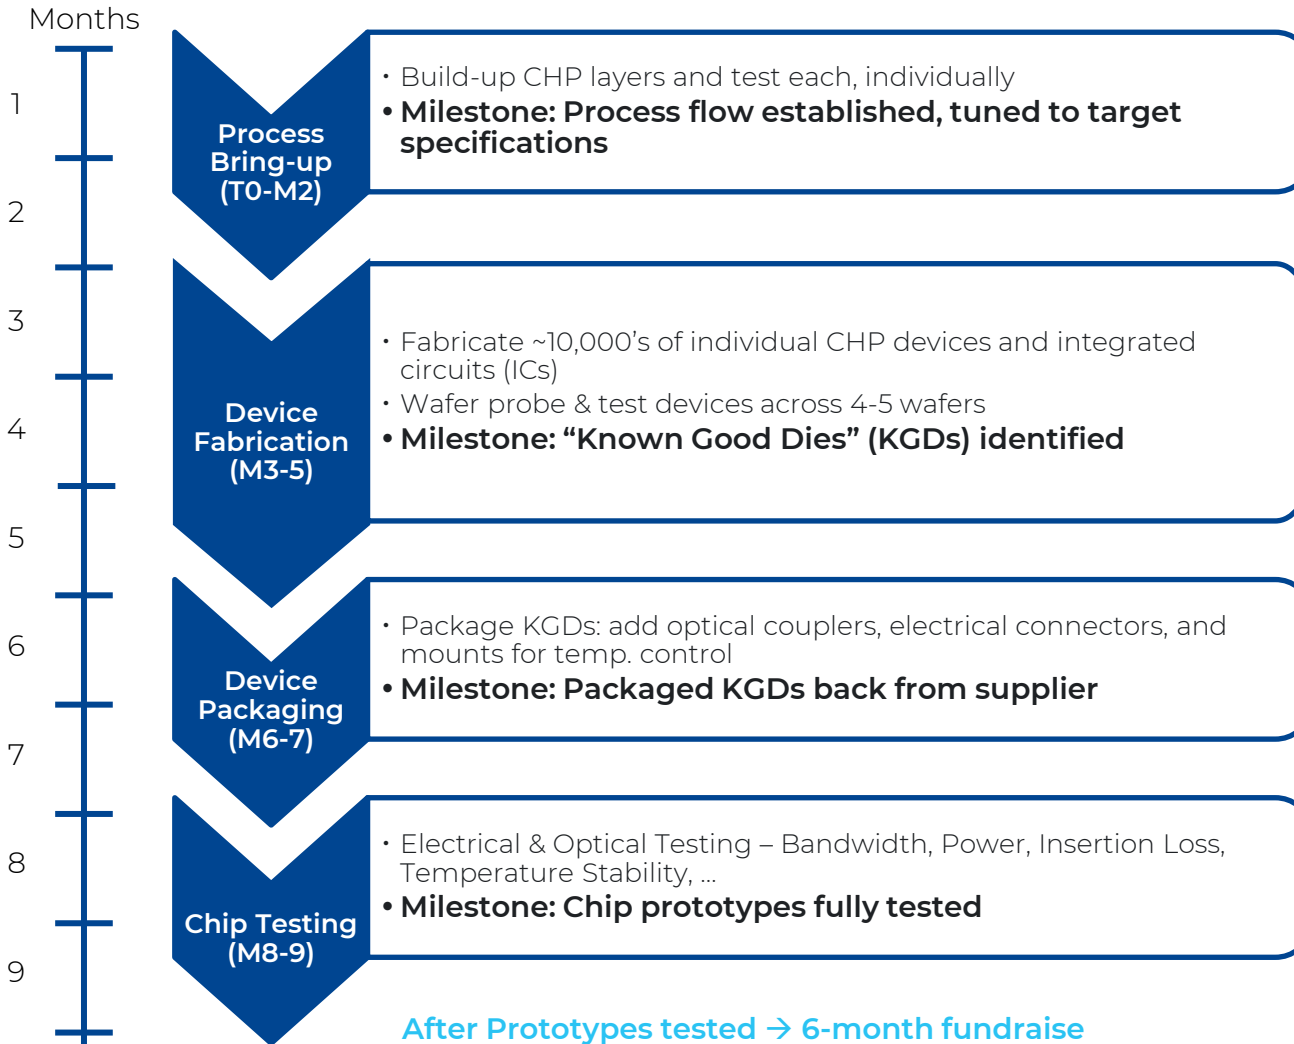 Months
1
2
3
4
5
6
7
8
9
Process
Bring-up
(T0-M2)
· Build-up CHP layers and test each, individually
• Milestone: Process flow established, tuned to target
specifications
Device
Fabrication
(M3-5)
· Fabricate ~10,000’s of individual CHP devices and integrated
circuits (ICs)
· Wafer probe & test devices across 4-5 wafers
• Milestone: “Known Good Dies” (KGDs) identified
Device
Packaging
(M6-7)
· Package KGDs: add optical couplers, electrical connectors, and
mounts for temp. control
• Milestone: Packaged KGDs back from supplier
Chip Testing
(M8-9)
· Electrical & Optical Testing – Bandwidth, Power, Insertion Loss,
Temperature Stability, ...
• Milestone: Chip prototypes fully tested
After Prototypes tested → 6-month fundraise